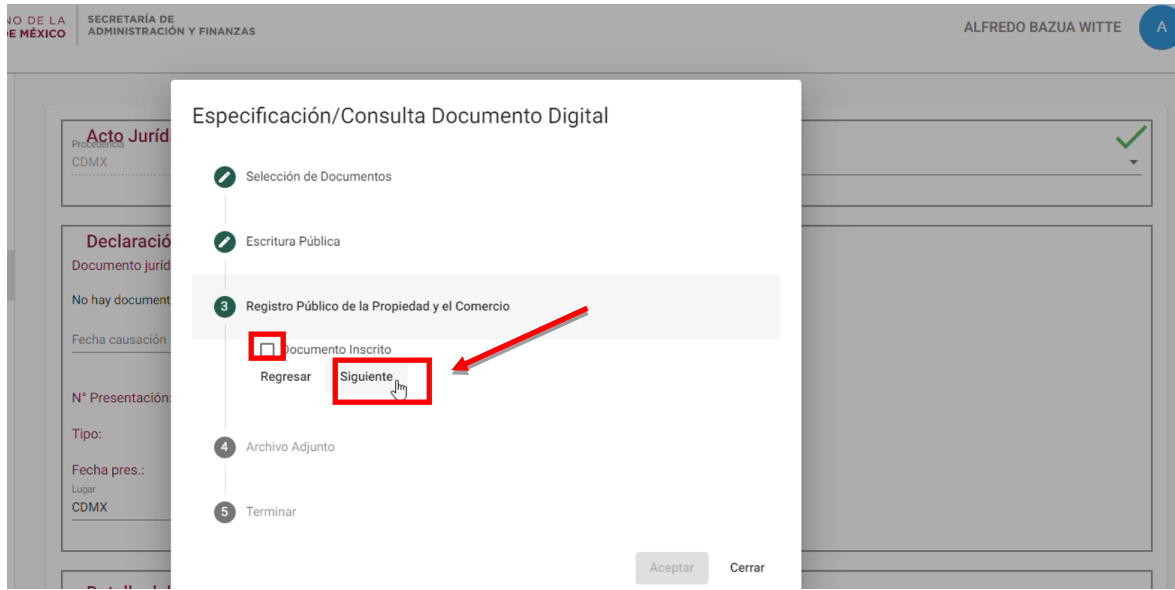 NO DE LA
DE MÉXICO
SECRETARÍA DE
ADMINISTRACIÓN Y FINANZAS
ALFREDO BAZUA WITTE
A
Especificación/Consulta Documento Digital
Acto Juríd
Procedencia
CDMX
Selección de Documentos
Declaració
Escritura Pública
Documento juríd
No hay document
3 Registro Público de la Propiedad y el Comercio
Fecha causación
Documento Inscrito
Regresar Siguiente
N° Presentación:
Tipo:
4 Archivo Adjunto
Fecha pres.:
Lugar
CDMX
5 Terminar
Aceptar Cerrar